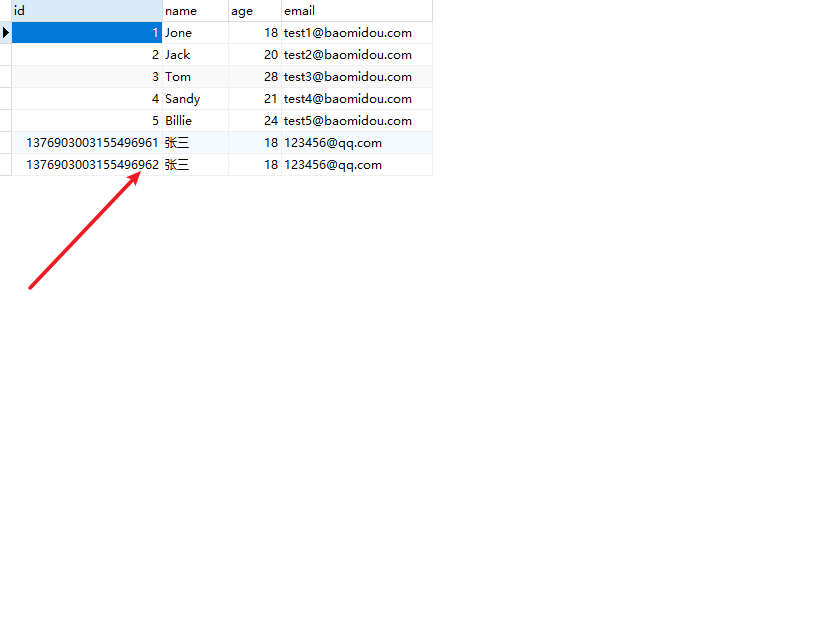 id name age email
1 Jone 18 test1@baomidou.com
2 Jack 20 test2@baomidou.com
3 Tom 28 test3@baomidou.com
4 Sandy 21 test4@baomidou.com
5 Billie 24 test5@baomidou.com
1376903003155496961 张三 18 123456@qq.com
1376903003155496962 张三 18 123456@qq.com